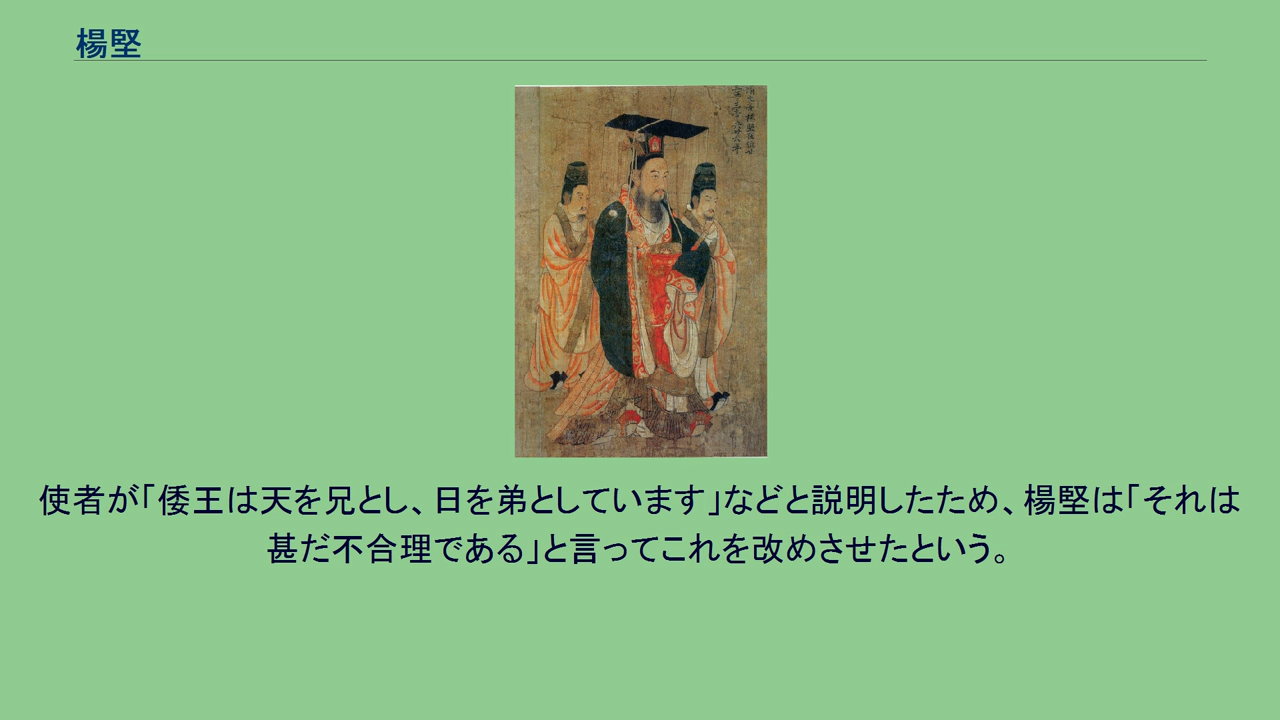 楊堅
使者が「倭王は天を兄とし、日を弟としています」などと説明したため、楊堅は「それは
甚だ不合理である」と言ってこれを改めさせたという。